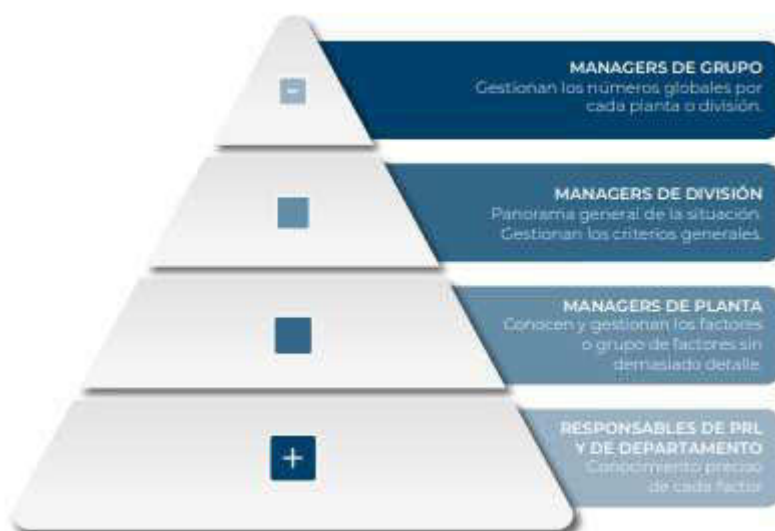 MANAGERS DE GRUPO
Gestionan los números globales por
cada planta o división.
-
MANAGERS DE DIVISIÓN
Panorama general de la situación.
Gestionan los criterios generales.
MANAGERS DE PLANTA
Conocen y gestionan los factores
o grupo de factores sin
demasiado detalle.
RESPONSABLES DE PRL
Y DE DEPARTAMENTO
Conocimiento preciso
de cada factor
+